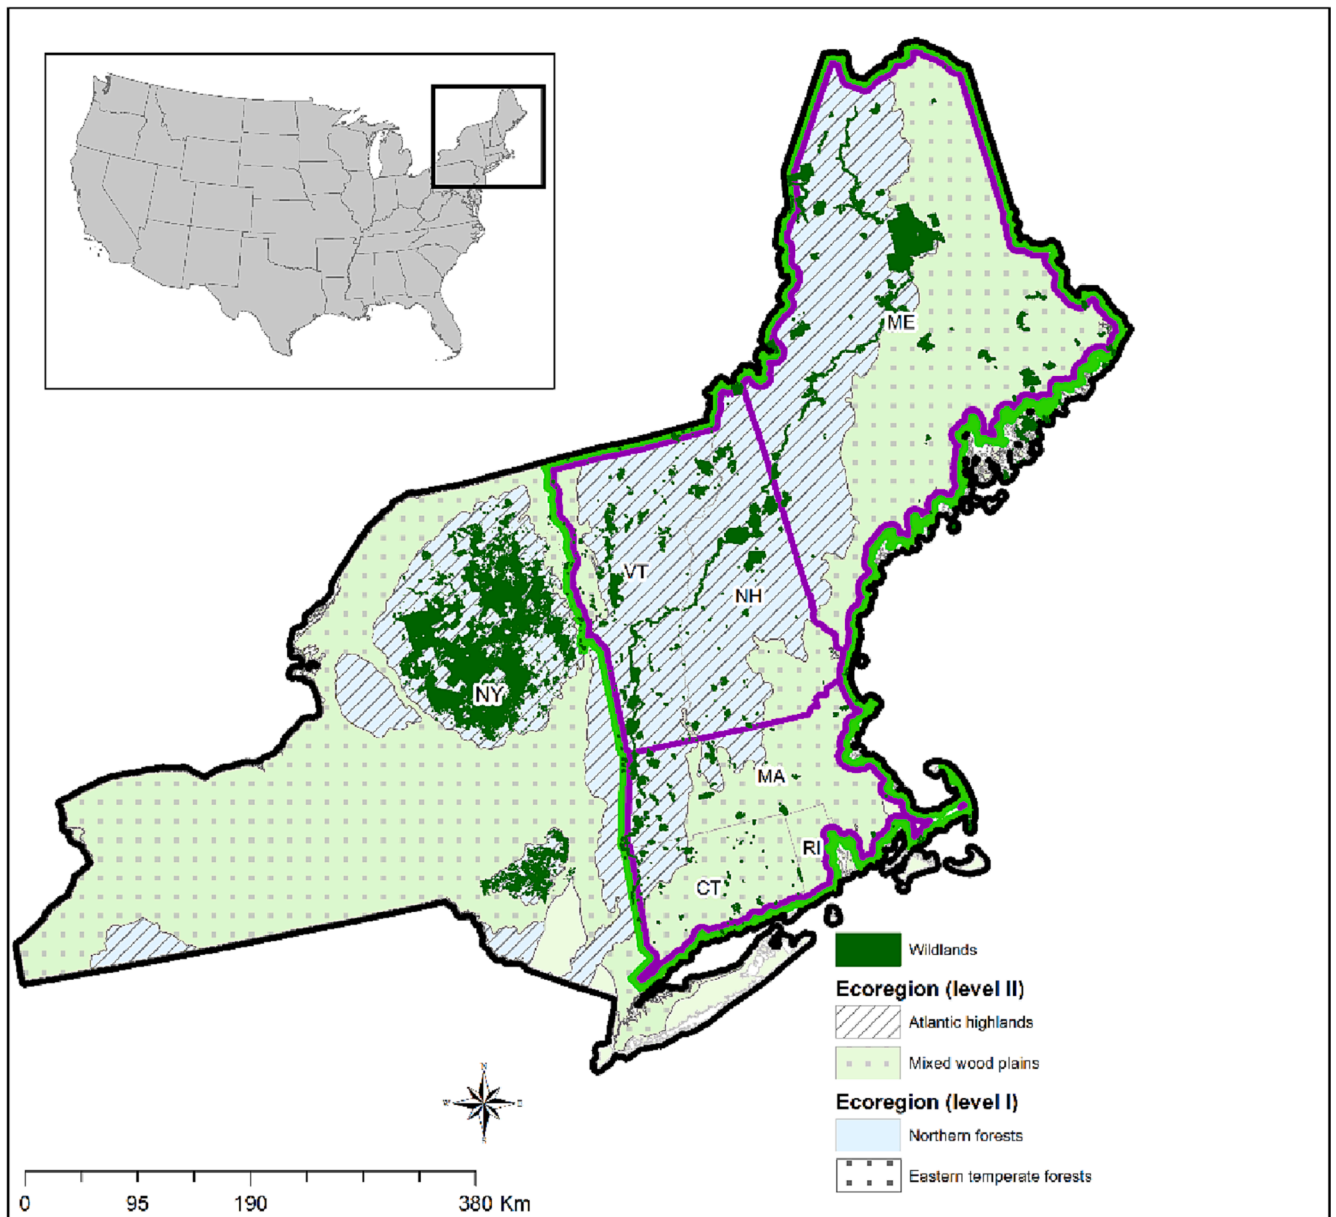 ME
VT
NH
NY
MA
RI
CT
Wildlands
Ecoregion (level II)
Atlantic highlands
Mixed wood plains
Ecoregion (level I)
Northern forests
Eastern temperate forests
N
W
E
S
0 95 190 380 Km